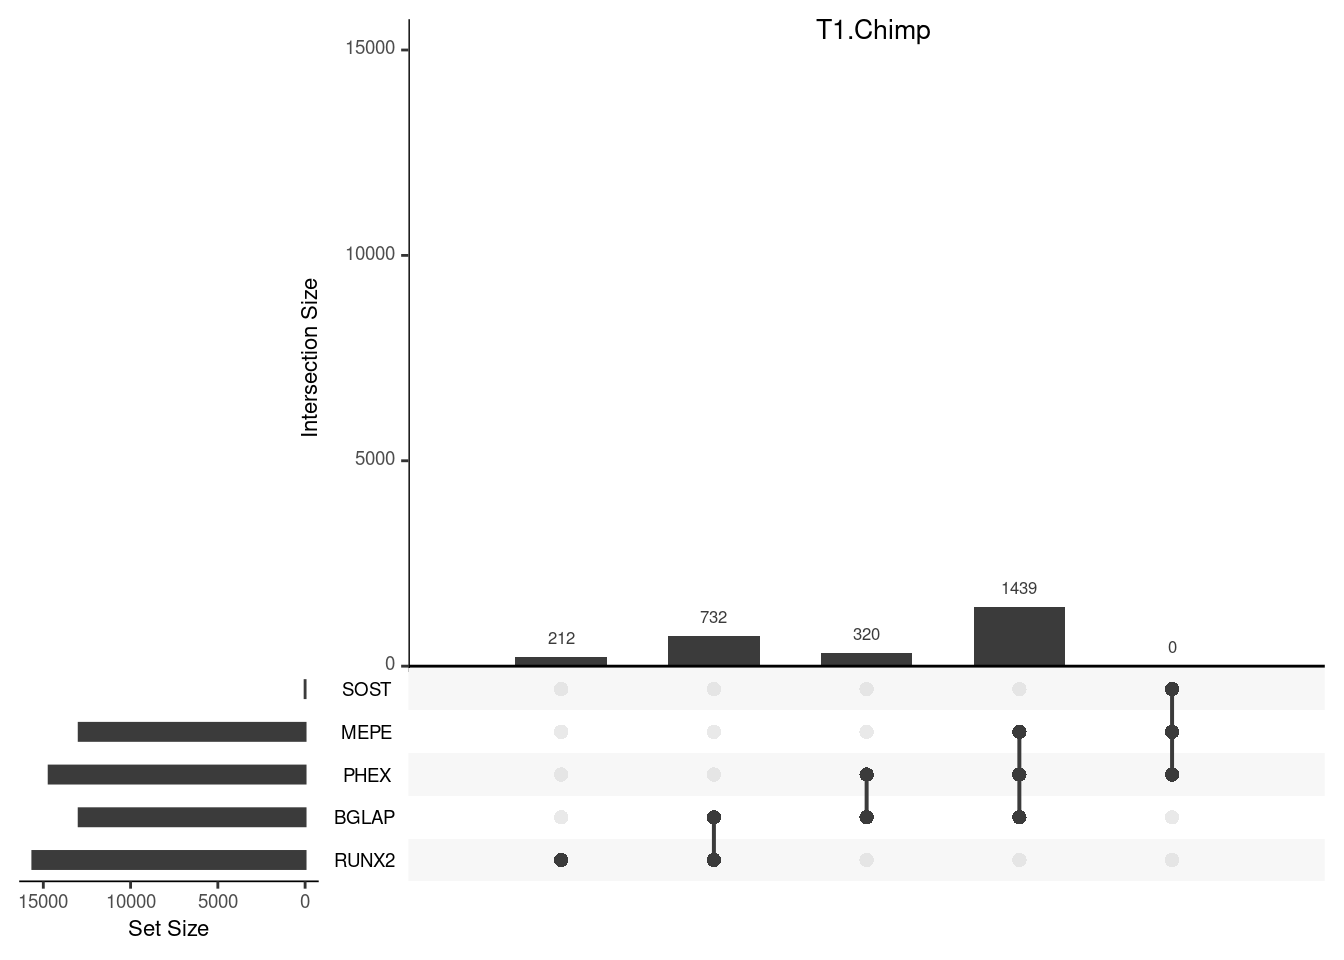 T1.Chimp
15000
10000
5000
0
Intersection Size
212
732
320
1439
0
SOST
MEPE
PHEX
BGLAP
RUNX2
15000 10000 5000 0
Set Size